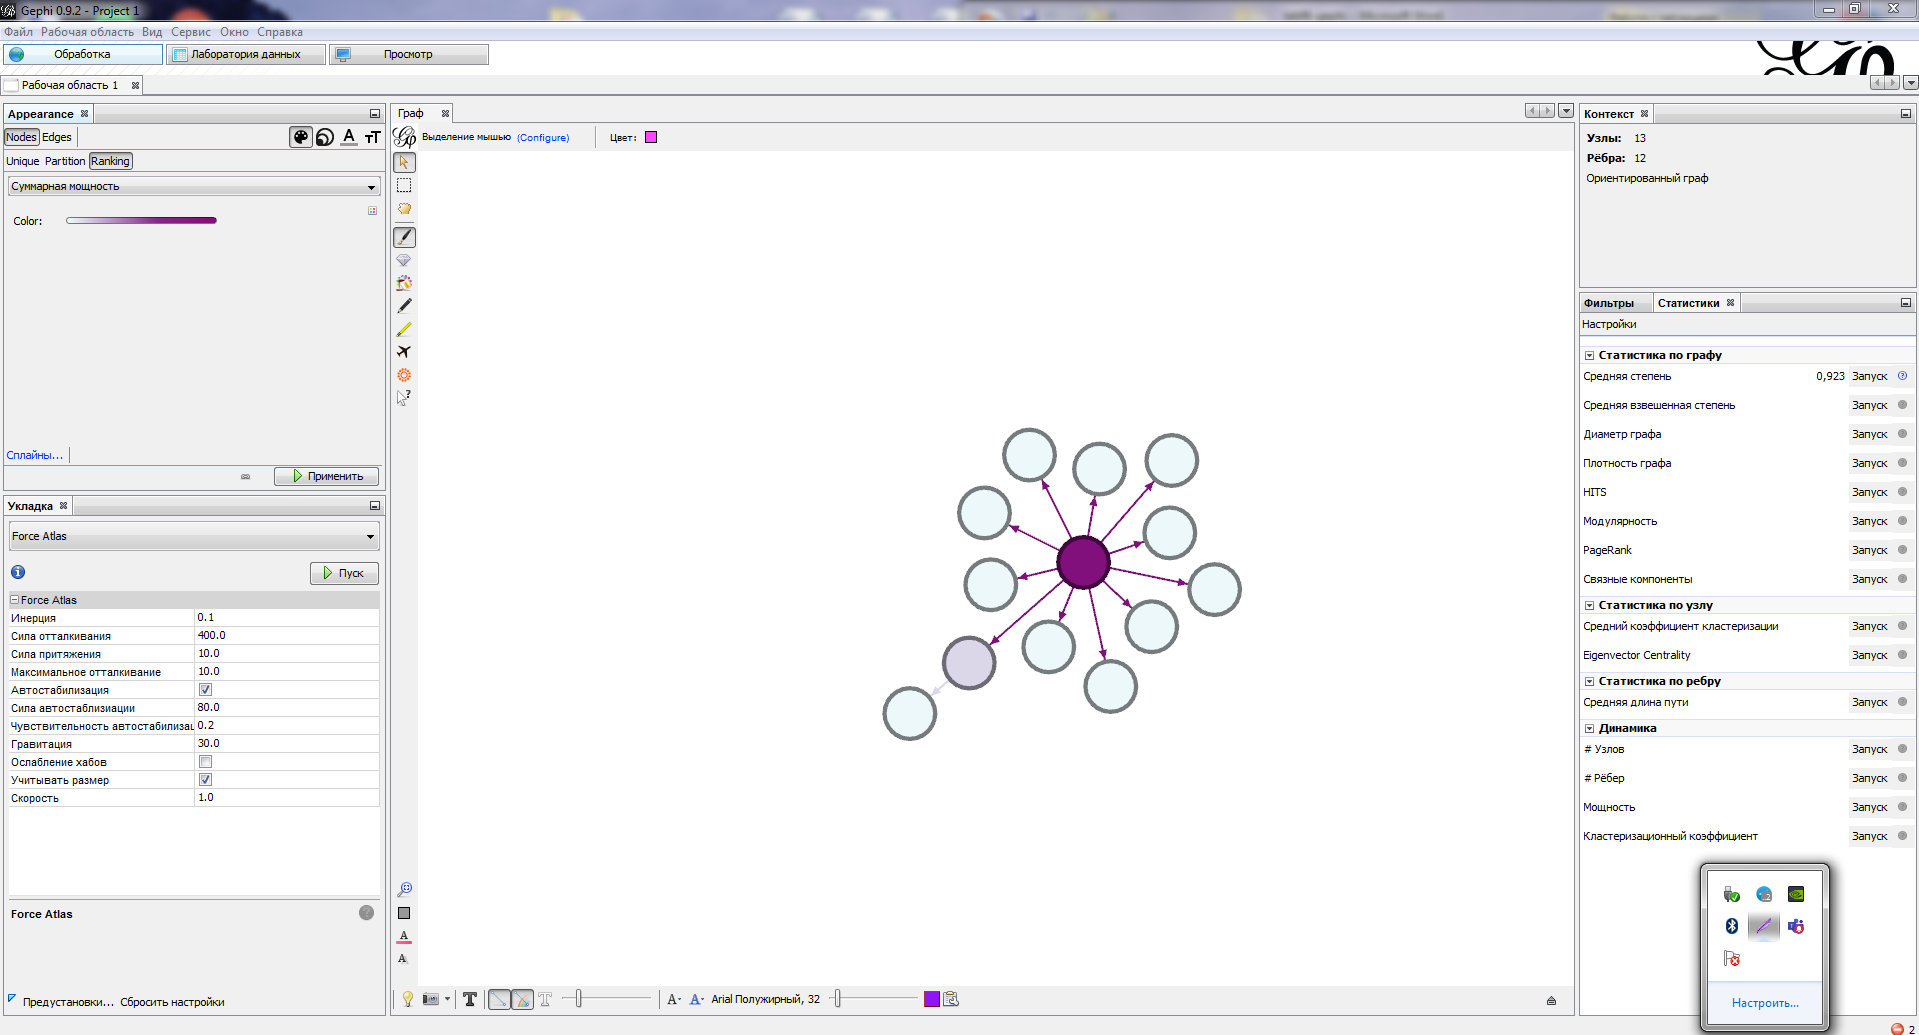 Gephi 0.9.2 - Project 1
Файл Рабочая область Вид Сервис Окно Справка
Обработка Лаборатория данных Просмотр
Рабочая область 1
Appearance
Nodes Edges
Unique Partition Ranking
Суммарная мощность
Color:
Сплайны...
Применить
Укладка
Force Atlas
Пуск
Force Atlas
Инерция 0.1
Сила отталкивания 400.0
Сила притяжения 10.0
Максимальное отталкивание 10.0
Автостабилизация
Сила автостаблизиации 80.0
Чувствительность автостабилизац 0.2
Гравитация 30.0
Ослабление хабов
Учитывать размер
Скорость 1.0
Force Atlas
Предустановки... Сбросить настройки
Граф
Выделение мышью (Configure) Цвет:
Arial Полужирный, 32
Контекст
Узлы: 13
Рёбра: 12
Ориентированный граф
Фильтры Статистики
Настройки
Статистика по графу
Средняя степень 0,923 Запуск
Средняя взвешенная степень Запуск
Диаметр графа Запуск
Плотность графа Запуск
HITS Запуск
Модулярность Запуск
PageRank Запуск
Связные компоненты Запуск
Статистика по узлу
Средний коэффициент кластеризации Запуск
Eigenvector Centrality Запуск
Статистика по ребру
Средняя длина пути Запуск
Динамика
# Узлов Запуск
# Рёбер Запуск
Мощность Запуск
Кластеризационный коэффициент Запуск
Настроить...
2